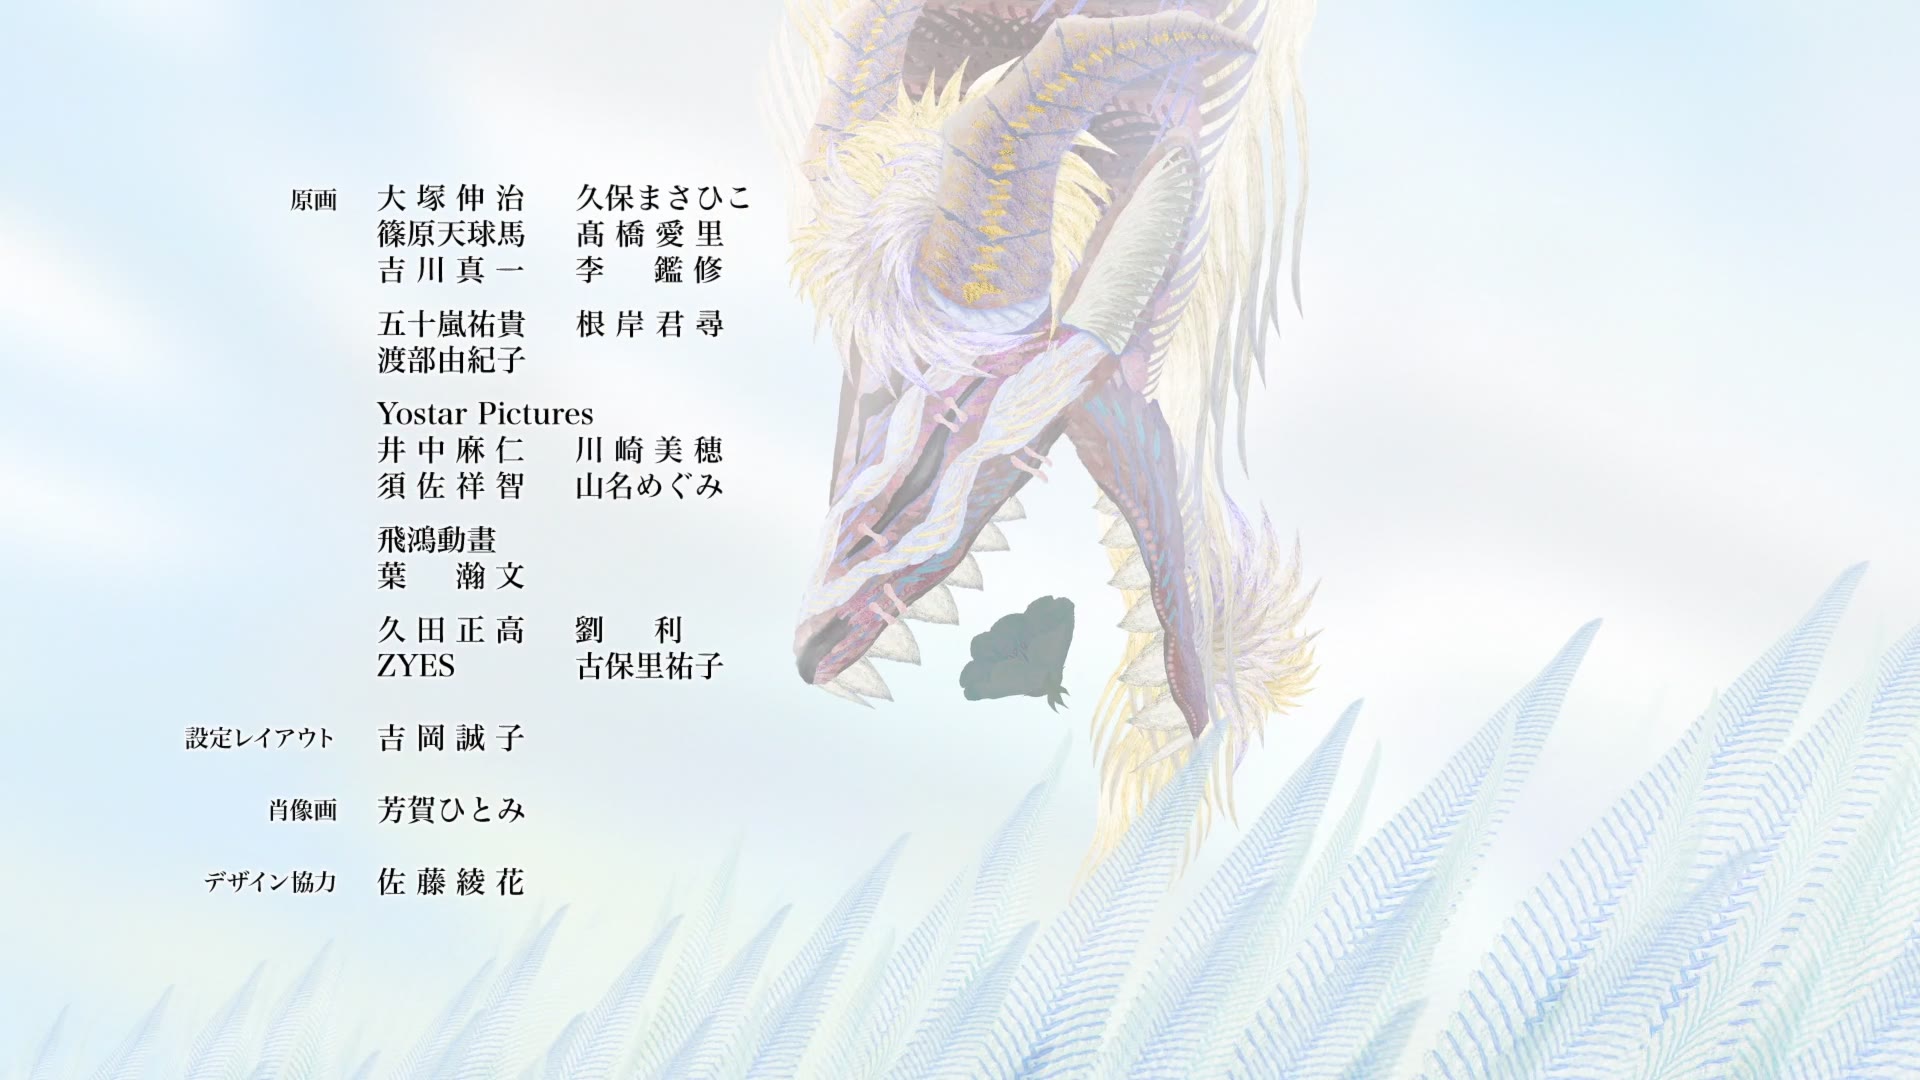 原画 大塚伸治 久保まさひこ
篠原天球馬 髙橋愛里
吉川真一 李鑑修
五十嵐祐貴 根岸君尋
渡部由紀子
Yostar Pictures
井中麻仁 川崎美穂
須佐祥智 山名めぐみ
飛鴻動畫
葉瀚文
久田正高 劉利
ZYES 古保里祐子
設定レイアウト 吉岡誠子
肖像画 芳賀ひとみ
デザイン協力 佐藤綾花